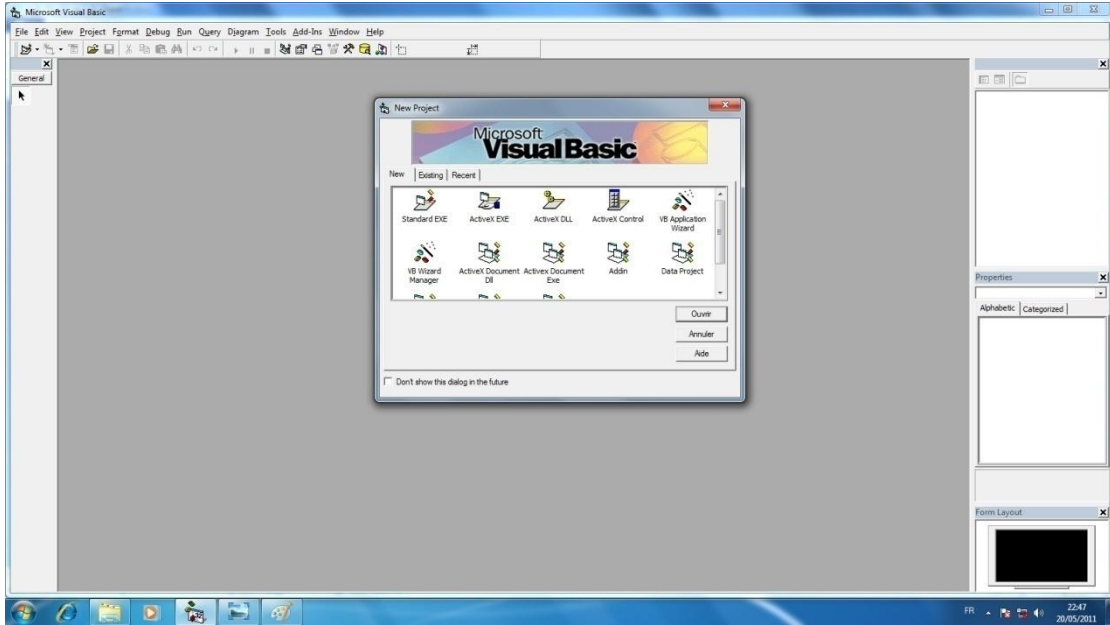 Microsoft Visual Basic
File Edit View Project Format Debug Run Query Diagram Tools Add-Ins Window Help
General
New Project
Microsoft
Visual Basic
New Existing Recent
Standard EXE ActiveX EXE ActiveX DLL ActiveX Control VB Application Wizard
VB Wizard Manager ActiveX Document Dll Activex Document Exe Addin Data Project
Ouvrir
Annuler
Aide
Don't show this dialog in the future
Properties
Alphabetic Categorized
Form Layout
FR
22:47
20/05/2011